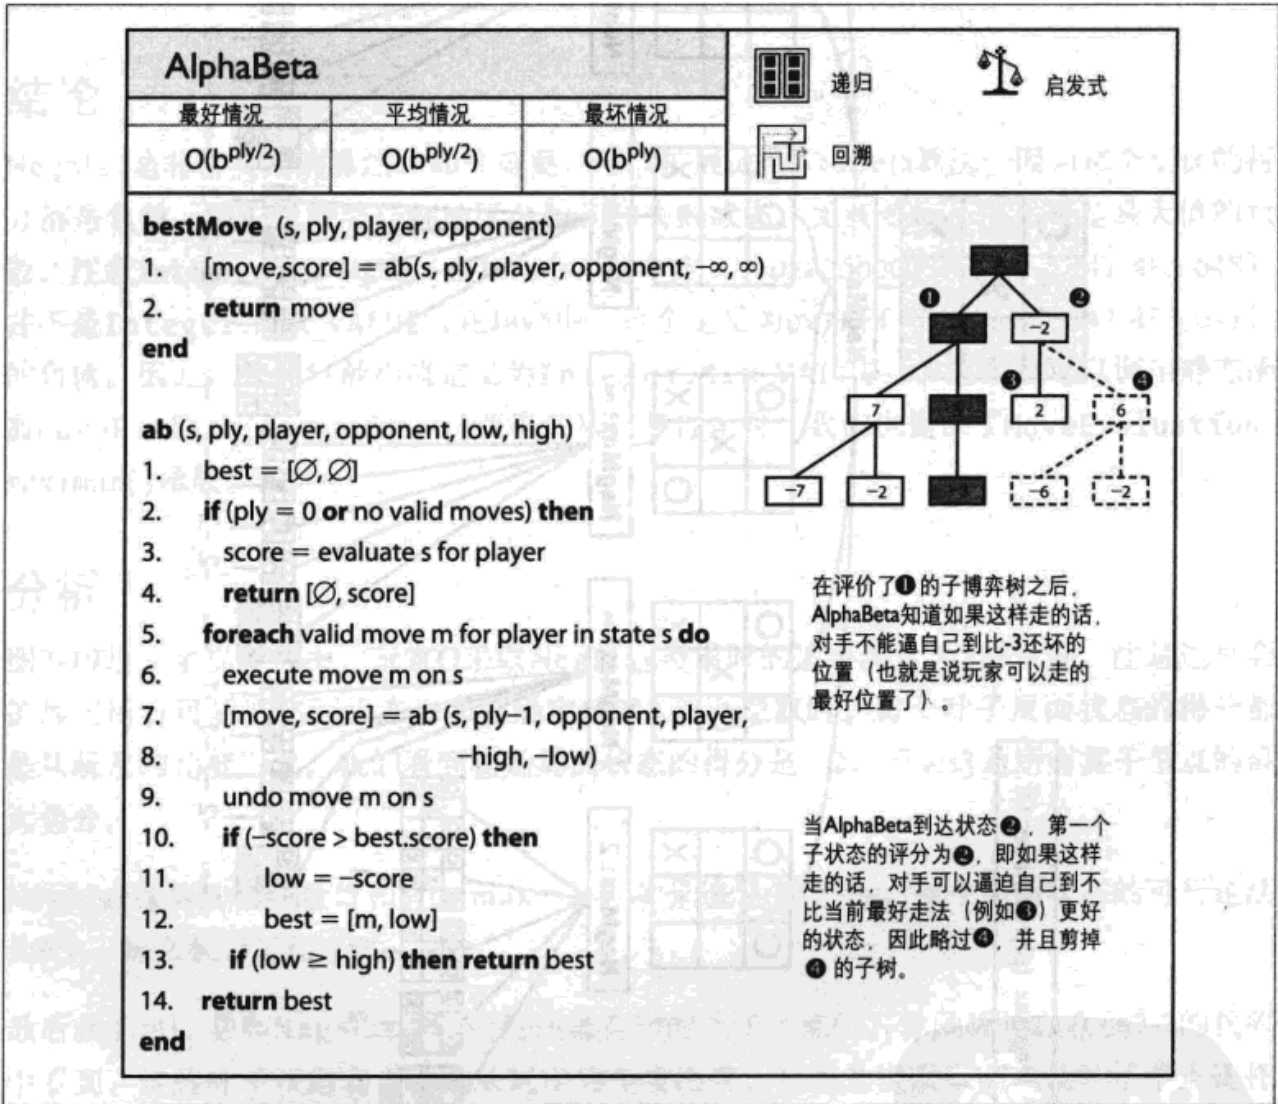 AlphaBeta
最好情况 平均情况 最坏情况
O(b^ply/2) O(b^ply/2) O(b^ply)
递归 启发式
回溯
bestMove (s, ply, player, opponent)
1. [move,score] = ab(s, ply, player, opponent, −∞, ∞)
2. return move
end
ab (s, ply, player, opponent, low, high)
1. best = [∅,∅]
2. if (ply = 0 or no valid moves) then
3. score = evaluate s for player
4. return [∅, score]
5. foreach valid move m for player in state s do
6. execute move m on s
7. [move, score] = ab (s, ply−1, opponent, player,
8. −high, −low)
9. undo move m on s
10. if (−score > best.score) then
11. low = −score
12. best = [m, low]
13. if (low ≥ high) then return best
14. return best
end
❶ ❷
−2
❸ ❹
7 2 6
−7 −2 −6 −2
在评价了❶的子博弈树之后，
AlphaBeta知道如果这样走的话，
对手不能逼自己到比-3还坏的
位置（也就是说玩家可以走的
最好位置了）。
当AlphaBeta到达状态❷，第一个
子状态的评分为❷，即如果这样
走的话，对手可以逼迫自己到不
比当前最好走法（例如❸）更好
的状态，因此略过❹，并且剪掉
❹的子树。